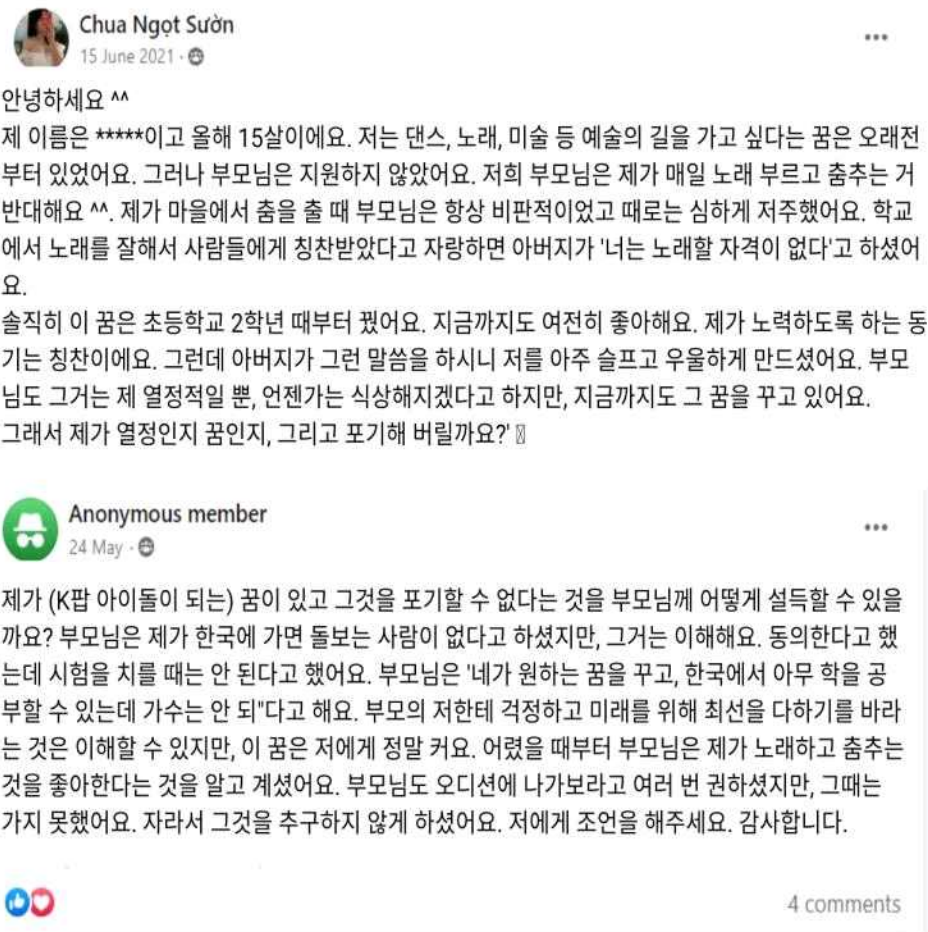 Chua Ngọt Sườn
15 June 2021 ·
안녕하세요 ^^
제 이름은 *****이고 올해 15살이에요. 저는 댄스, 노래, 미술 등 예술의 길을 가고 싶다는 꿈은 오래전
부터 있었어요. 그러나 부모님은 지원하지 않았어요. 저희 부모님은 제가 매일 노래 부르고 춤추는 거
반대해요 ^^. 제가 마을에서 춤을 출 때 부모님은 항상 비판적이었고 때로는 심하게 저주했어요. 학교
에서 노래를 잘해서 사람들에게 칭찬받았다고 자랑하면 아버지가 '너는 노래할 자격이 없다'고 하셨어
요.
솔직히 이 꿈은 초등학교 2학년 때부터 꿨어요. 지금까지도 여전히 좋아해요. 제가 노력하도록 하는 동
기는 칭찬이에요. 그런데 아버지가 그런 말씀을 하시니 저를 아주 슬프고 우울하게 만드셨어요. 부모
님도 그거는 제 열정적일 뿐, 언젠가는 식상해지겠다고 하지만, 지금까지도 그 꿈을 꾸고 있어요.
그래서 제가 열정인지 꿈인지, 그리고 포기해 버릴까요?'
Anonymous member
24 May ·
제가 (K팝 아이돌이 되는) 꿈이 있고 그것을 포기할 수 없다는 것을 부모님께 어떻게 설득할 수 있을
까요? 부모님은 제가 한국에 가면 돌보는 사람이 없다고 하셨지만, 그거는 이해해요. 동의한다고 했
는데 시험을 치를 때는 안 된다고 했어요. 부모님은 '네가 원하는 꿈을 꾸고, 한국에서 아무 학을 공
부할 수 있는데 가수는 안 되"다고 해요. 부모의 저한테 걱정하고 미래를 위해 최선을 다하기를 바라
는 것은 이해할 수 있지만, 이 꿈은 저에게 정말 커요. 어렸을 때부터 부모님은 제가 노래하고 춤추는
것을 좋아한다는 것을 알고 계셨어요. 부모님도 오디션에 나가보라고 여러 번 권하셨지만, 그때는
가지 못했어요. 자라서 그것을 추구하지 않게 하셨어요. 저에게 조언을 해주세요. 감사합니다.
4 comments